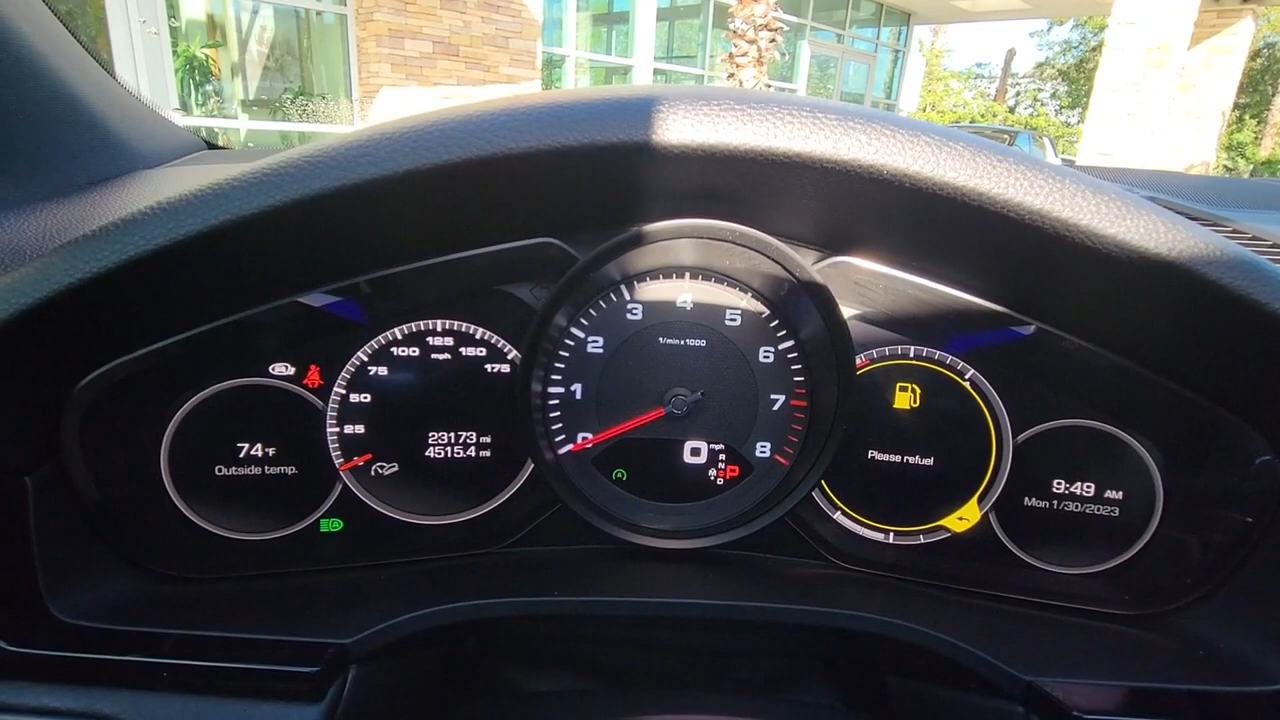 74°F
Outside temp.
25
50
75
100
125
150
175
mph
23173 mi
4515.4 mi
0
1
2
3
4
5
6
7
8
1/min x 1000
0 mph
R
N
D
M
P
A
A
Please refuel
9:49 AM
Mon 1/30/2023